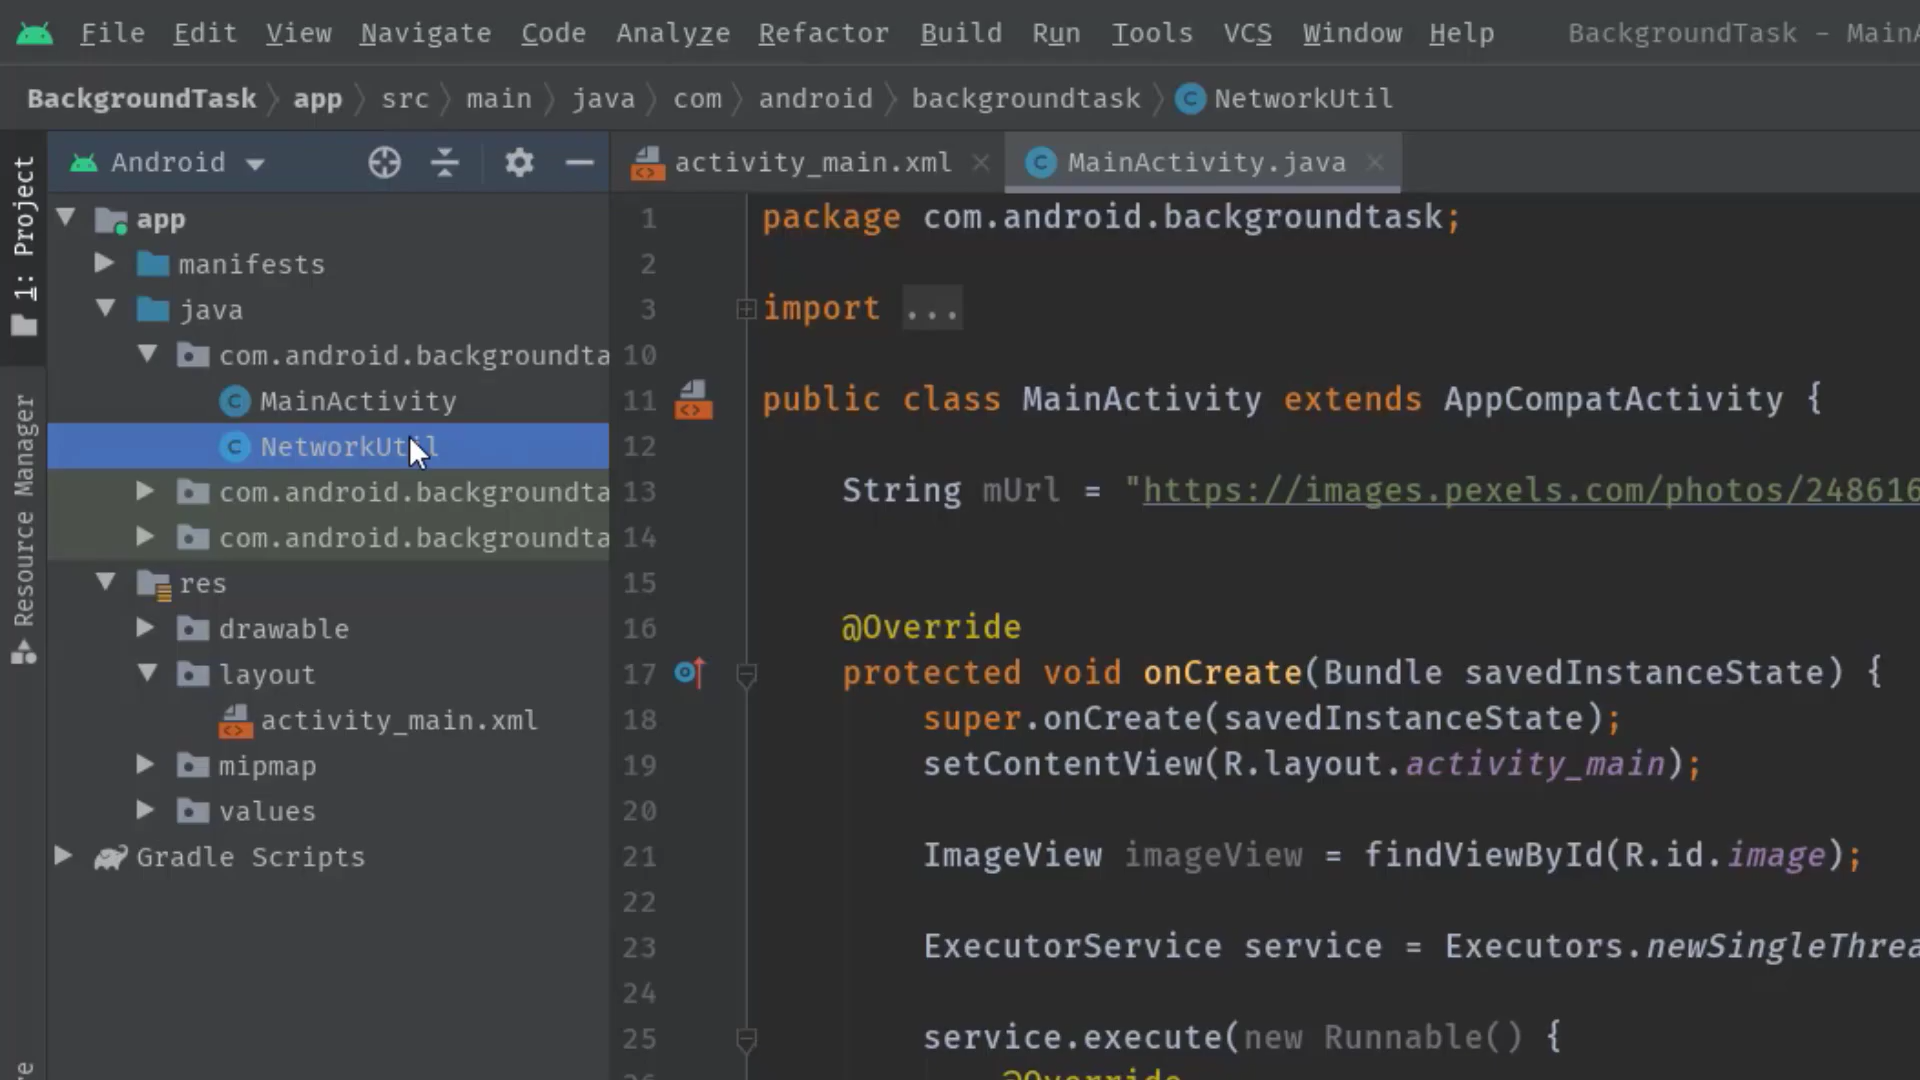 File Edit View Navigate Code Analyze Refactor Build Run Tools VCS Window Help BackgroundTask - MainA
BackgroundTask app src main java com android backgroundtask NetworkUtil
1: Project
Resource Manager
Android
app
manifests
java
com.android.backgroundta
MainActivity
NetworkUtil
com.android.backgroundta
com.android.backgroundta
res
drawable
layout
activity_main.xml
mipmap
values
Gradle Scripts
activity_main.xml MainActivity.java
1 package com.android.backgroundtask;
2
3 import ...
10
11 public class MainActivity extends AppCompatActivity {
12
13 String mUrl = "https://images.pexels.com/photos/248616
14
15
16 @Override
17 protected void onCreate(Bundle savedInstanceState) {
18 super.onCreate(savedInstanceState);
19 setContentView(R.layout.activity_main);
20
21 ImageView imageView = findViewById(R.id.image);
22
23 ExecutorService service = Executors.newSingleThrea
24
25 service.execute(new Runnable() {
26 @Override